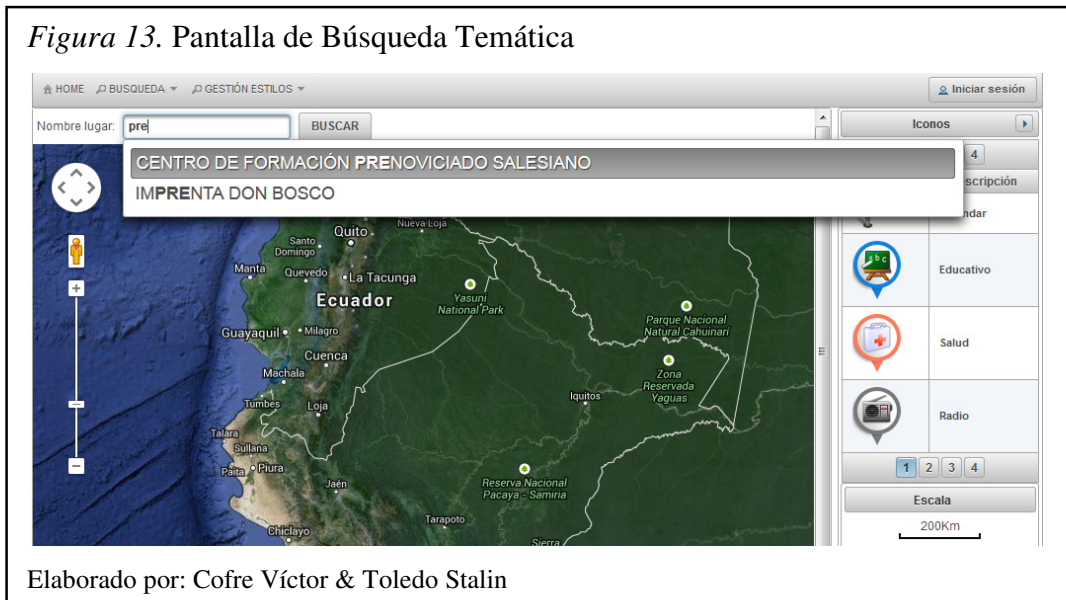 Figura 13. Pantalla de Búsqueda Temática
HOME BUSQUEDA GESTIÓN ESTILOS Iniciar sesión
Nombre lugar: pre BUSCAR
CENTRO DE FORMACIÓN PRENOVICIADO SALESIANO
IMPRENTA DON BOSCO
Iconos
4
scripción
ndar
Educativo
Salud
Radio
1 2 3 4
Escala
200Km
Nueva Loja
Quito
Santo
Domingo
Manta
Quevedo
La Tacunga
Ecuador
Yasuni
National Park
Parque Nacional
Natural Cahuinarí
Guayaquil
Milagro
Cuenca
Machala
Zona
Reservada
Yaguas
Tumbes
Loja
Iquitos
Talara
Sullana
Paita
Piura
Jaén
Reserva Nacional
Pacaya - Samiria
Tarapoto
Chiclayo
Sierra
Elaborado por: Cofre Víctor & Toledo Stalin